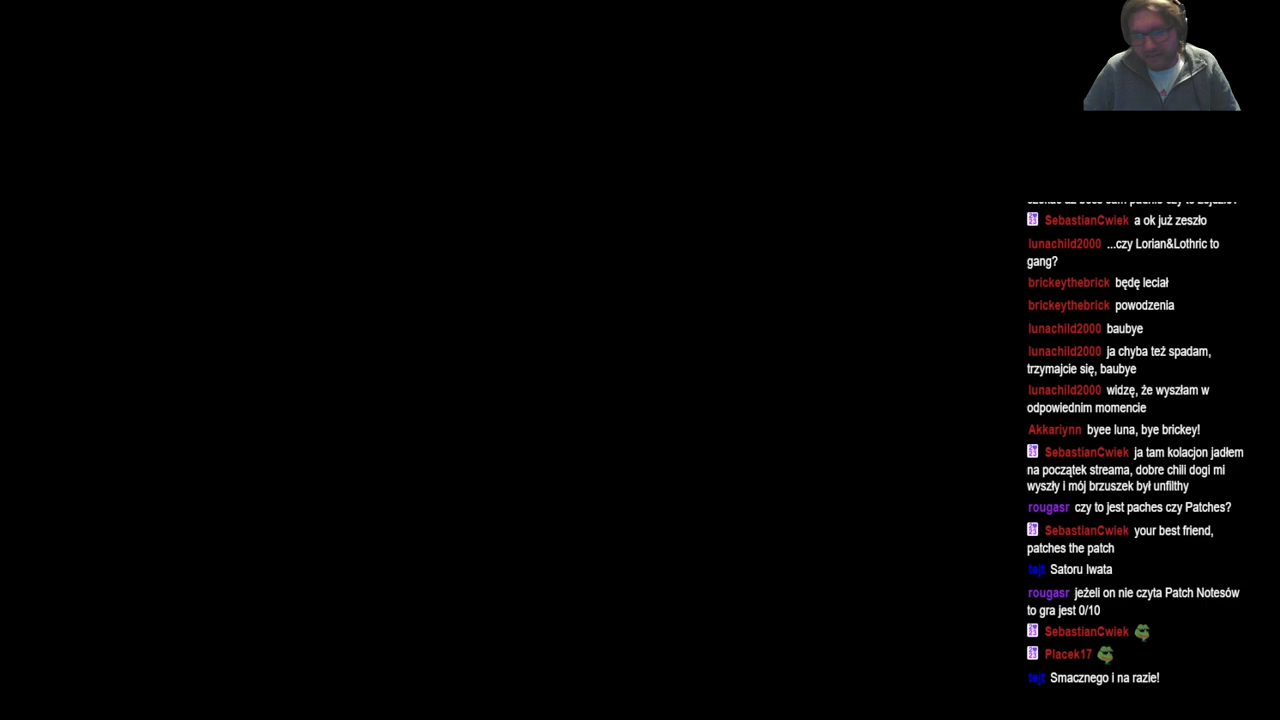 SebastianCwiek a ok już zeszło
lunachild2000 ...czy Lorian&Lothric to
gang?
brickeythebrick będę leciał
brickeythebrick powodzenia
lunachild2000 baubye
lunachild2000 ja chyba też spadam,
trzymajcie się, baubye
lunachild2000 widzę, że wyszłam w
odpowiednim momencie
Akkariynn byee luna, bye brickey!
SebastianCwiek ja tam kolacjon jadłem
na początek streama, dobre chili dogi mi
wyszły i mój brzuszek był unfilthy
rougasr czy to jest paches czy Patches?
SebastianCwiek your best friend,
patches the patch
Satoru Iwata
rougasr jeżeli on nie czyta Patch Notesów
to gra jest 0/10
SebastianCwiek
Placek17
Smacznego i na razie!